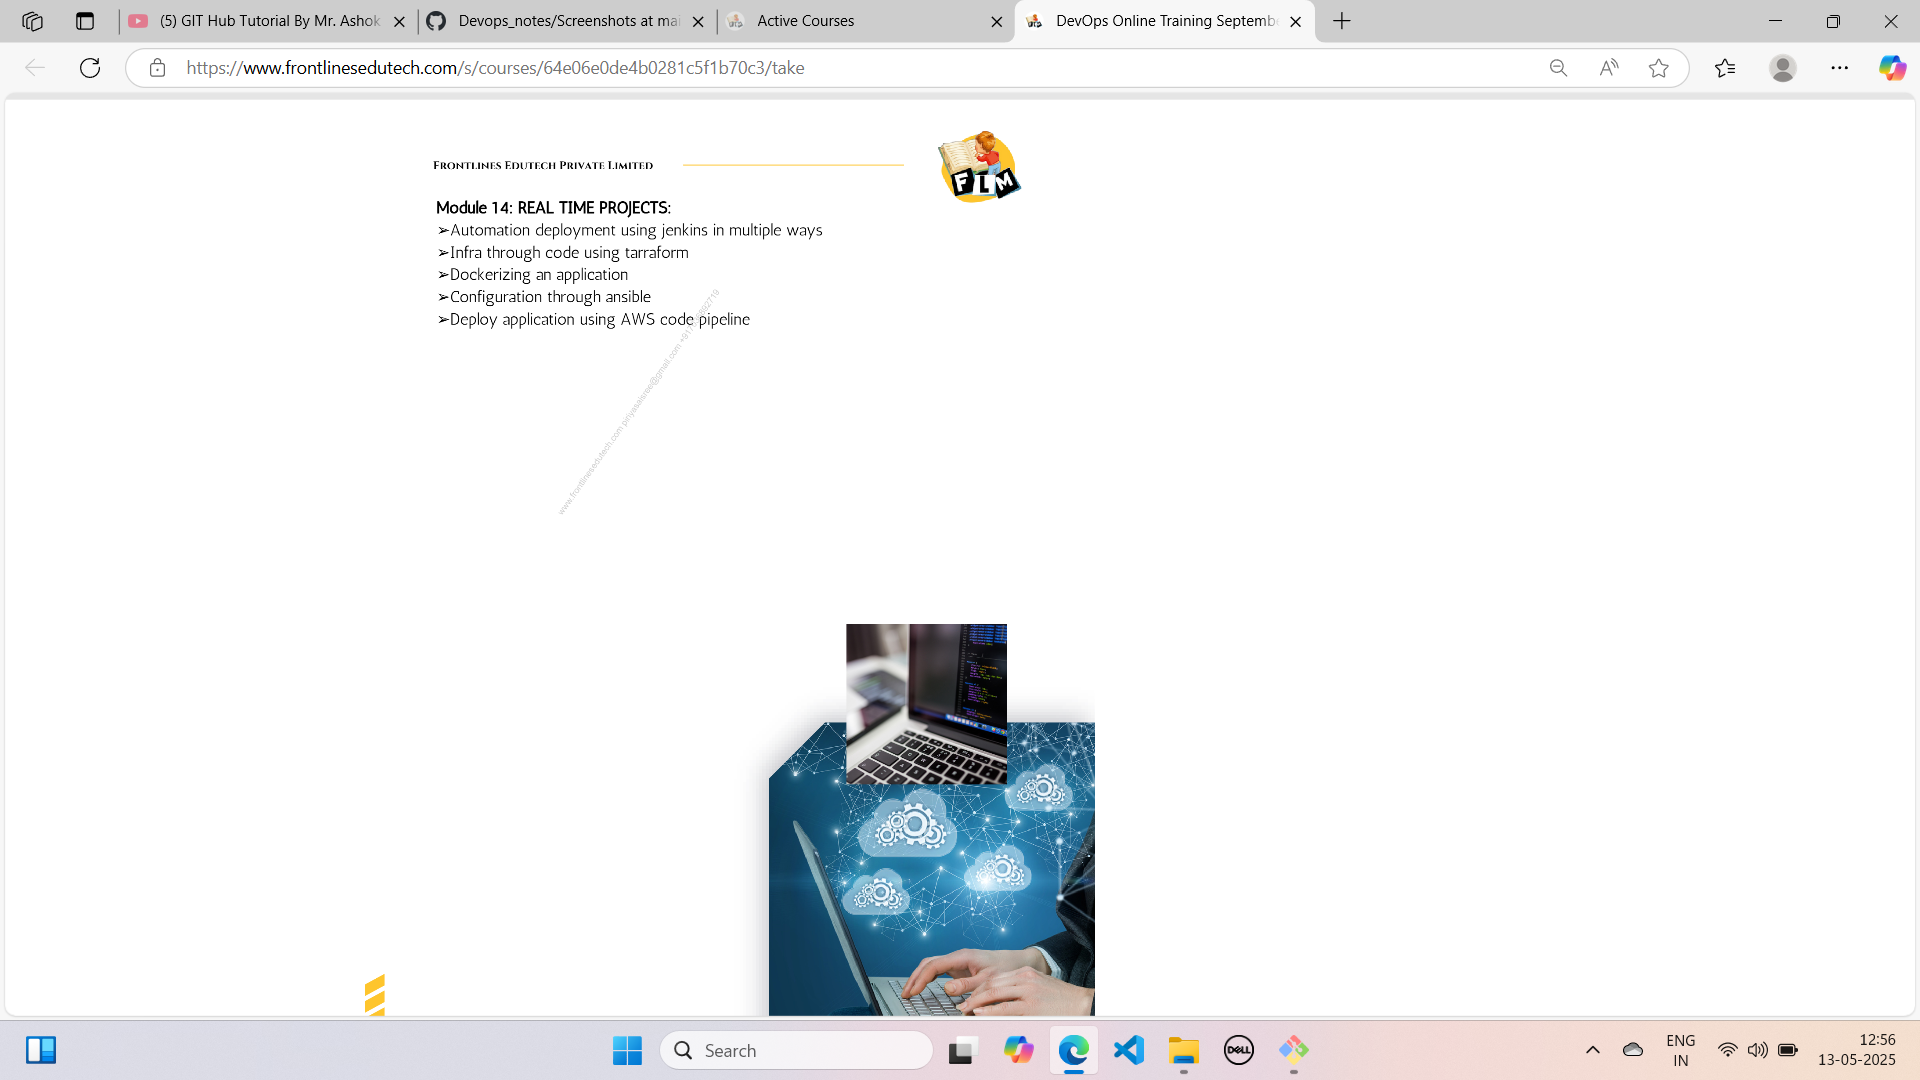 (5) GIT Hub Tutorial By Mr. Ashok
Devops_notes/Screenshots at mai
Active Courses
DevOps Online Training Septembe
https://www.frontlinesedutech.com/s/courses/64e06e0de4b0281c5f1b70c3/take
Frontlines Edutech Private Limited
FLM
Module 14: REAL TIME PROJECTS:
➢Automation deployment using jenkins in multiple ways
➢Infra through code using tarraform
➢Dockerizing an application
➢Configuration through ansible
➢Deploy application using AWS code pipeline
Search
DELL
ENG
IN
12:56
13-05-2025